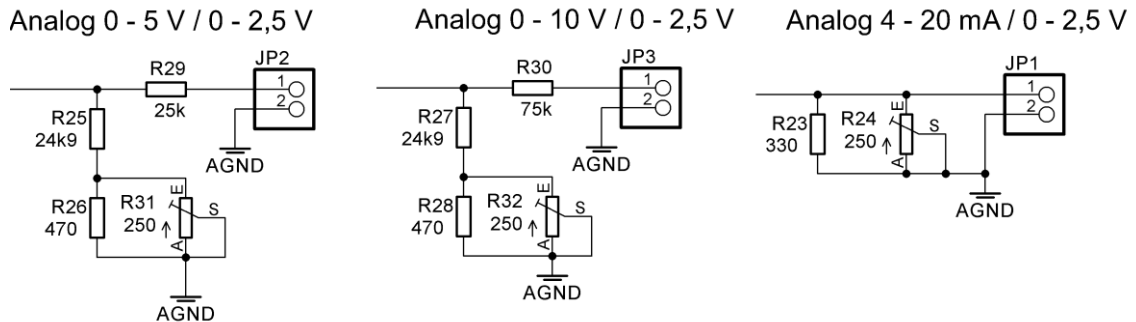 Analog 0 - 5 V / 0 - 2,5 V
JP2
R29
1
2
25k
R25
24k9
AGND
R26
470
R31
250
E
S
A
AGND
Analog 0 - 10 V / 0 - 2,5 V
JP3
R30
1
2
75k
R27
24k9
AGND
R28
470
R32
250
E
S
A
AGND
Analog 4 - 20 mA / 0 - 2,5 V
JP1
1
2
R23
330
R24
250
E
S
A
AGND